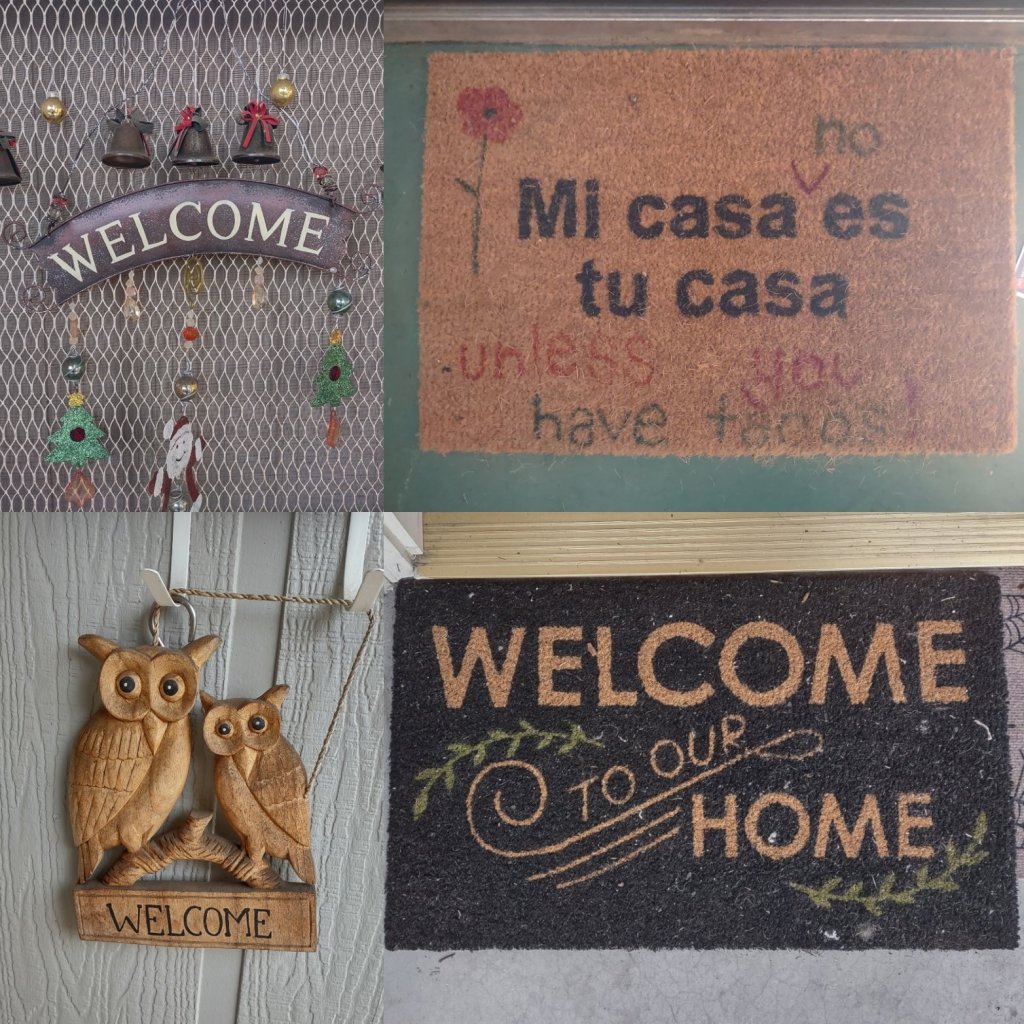 WELCOME
no
Mi casa ˅ es
tu casa
unless you !
have tacos
WELCOME
WELCOME
TO OUR
HOME